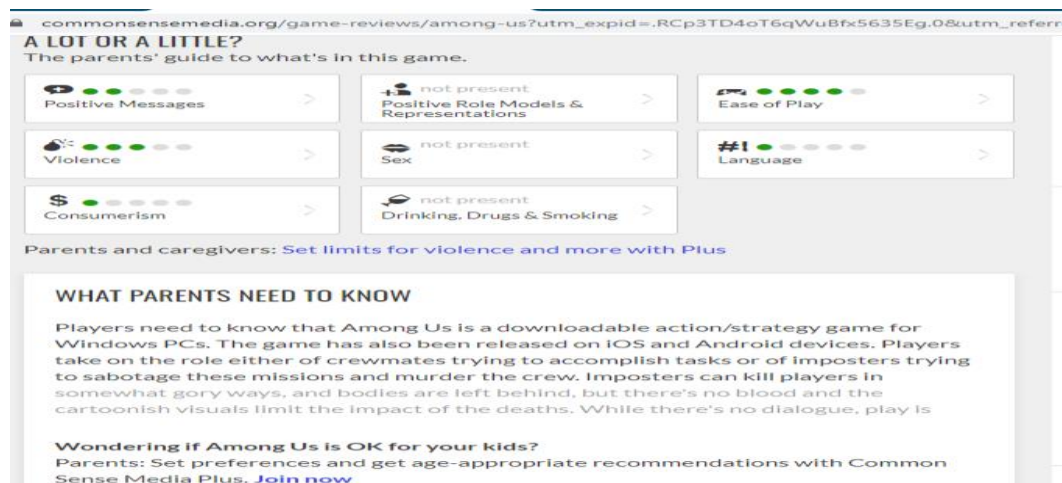 commonsensemedia.org/game-reviews/among-us?utm_expid=.RCp3TD4oT6qWuBfx5635Eg.0&utm_referr
A LOT OR A LITTLE?
The parents' guide to what's in this game.
Positive Messages
not present
Positive Role Models &
Representations
Ease of Play
Violence
not present
Sex
#!
Language
$
Consumerism
not present
Drinking, Drugs & Smoking
Parents and caregivers: Set limits for violence and more with Plus
WHAT PARENTS NEED TO KNOW
Players need to know that Among Us is a downloadable action/strategy game for
Windows PCs. The game has also been released on iOS and Android devices. Players
take on the role either of crewmates trying to accomplish tasks or of imposters trying
to sabotage these missions and murder the crew. Imposters can kill players in
somewhat gory ways, and bodies are left behind, but there's no blood and the
cartoonish visuals limit the impact of the deaths. While there's no dialogue, play is
Wondering if Among Us is OK for your kids?
Parents: Set preferences and get age-appropriate recommendations with Common
Sense Media Plus. Join now